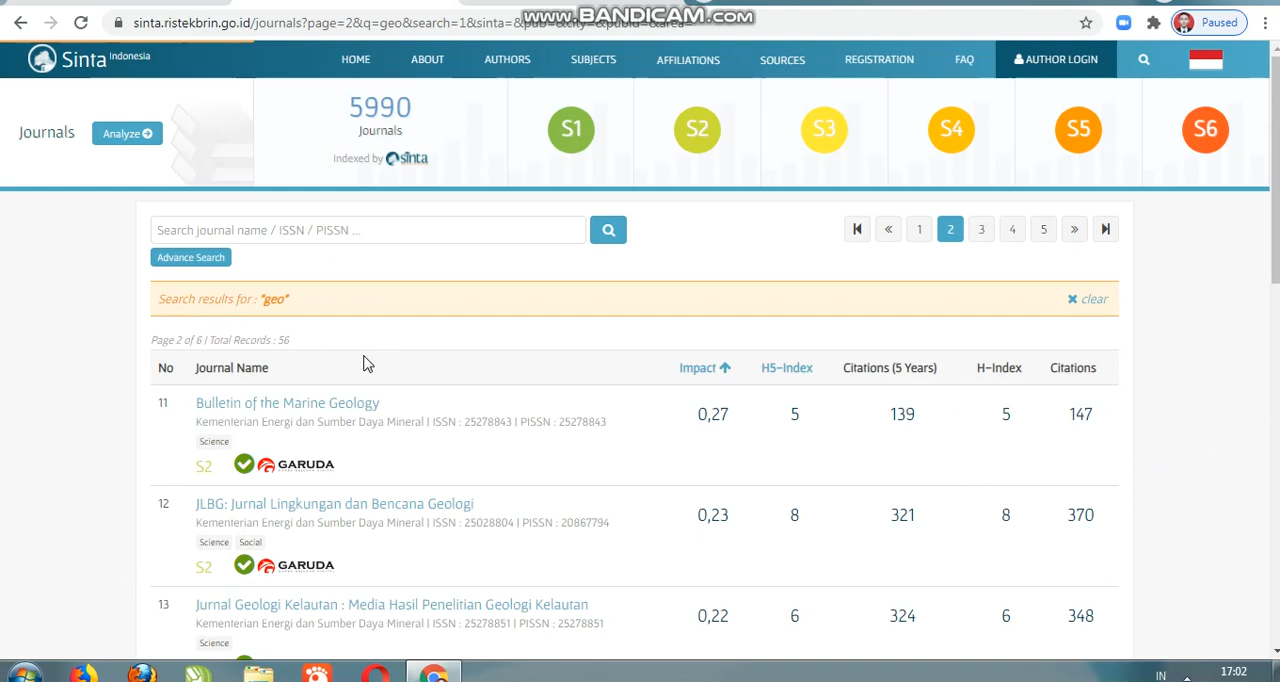 www.BANDICAM.com
sinta.ristekbrin.go.id/journals?page=2&q=geo&search=1&sinta=&pub=&city=&pubid=&area=
Paused
Sinta Indonesia
HOME ABOUT AUTHORS SUBJECTS AFFILIATIONS SOURCES REGISTRATION FAQ AUTHOR LOGIN
Journals Analyze
5990
Journals
Indexed by sinta
S1 S2 S3 S4 S5 S6
Search journal name / ISSN / PISSN ...
« 1 2 3 4 5 »
Advance Search
Search results for : "geo"
clear
Page 2 of 6 | Total Records : 56
No Journal Name Impact H5-Index Citations (5 Years) H-Index Citations
11 Bulletin of the Marine Geology 0,27 5 139 5 147
Kementerian Energi dan Sumber Daya Mineral | ISSN : 25278843 | PISSN : 25278843
Science
S2 GARUDA
12 JLBG: Jurnal Lingkungan dan Bencana Geologi 0,23 8 321 8 370
Kementerian Energi dan Sumber Daya Mineral | ISSN : 25028804 | PISSN : 20867794
Science Social
S2 GARUDA
13 Jurnal Geologi Kelautan : Media Hasil Penelitian Geologi Kelautan 0,22 6 324 6 348
Kementerian Energi dan Sumber Daya Mineral | ISSN : 25278851 | PISSN : 25278851
Science
IN 17:02